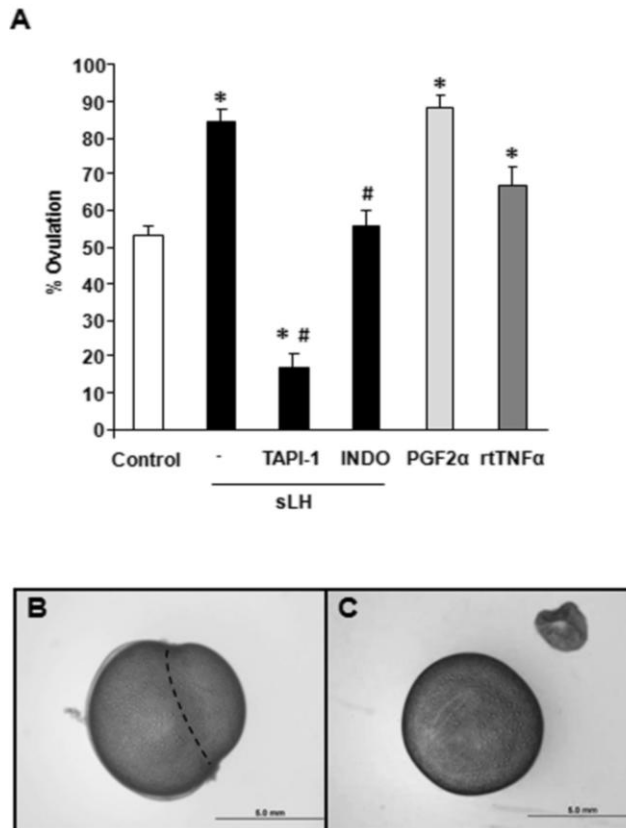 A
% Ovulation
100
90
80
70
60
50
40
30
20
10
0
*
* #
#
*
*
Control - TAPI-1 INDO PGF2α rtTNFα
sLH
B C
5.0 mm 5.0 mm